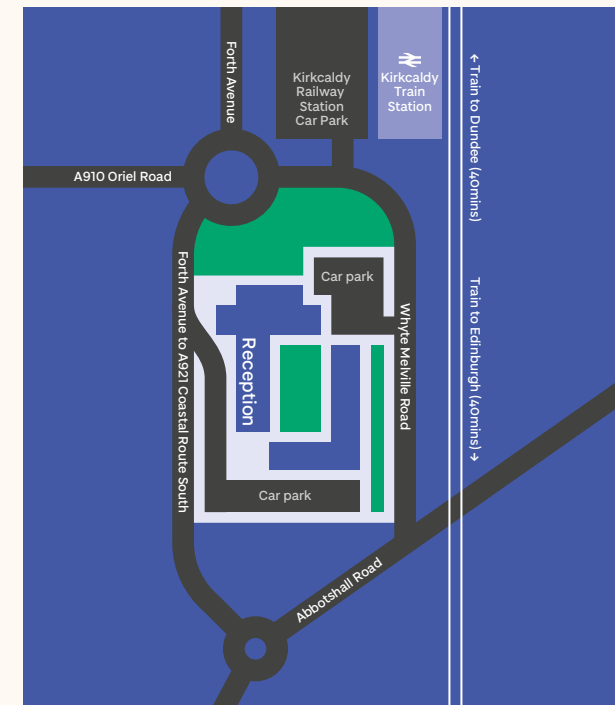 Forth Avenue
Kirkcaldy
Railway
Station
Car Park
Kirkcaldy
Train
Station
← Train to Dundee (40mins)
A910 Oriel Road
Car park
Forth Avenue to A921 Coastal Route South
Reception
Whyte Melville Road
Train to Edinburgh (40mins) →
Car park
Abbotshall Road